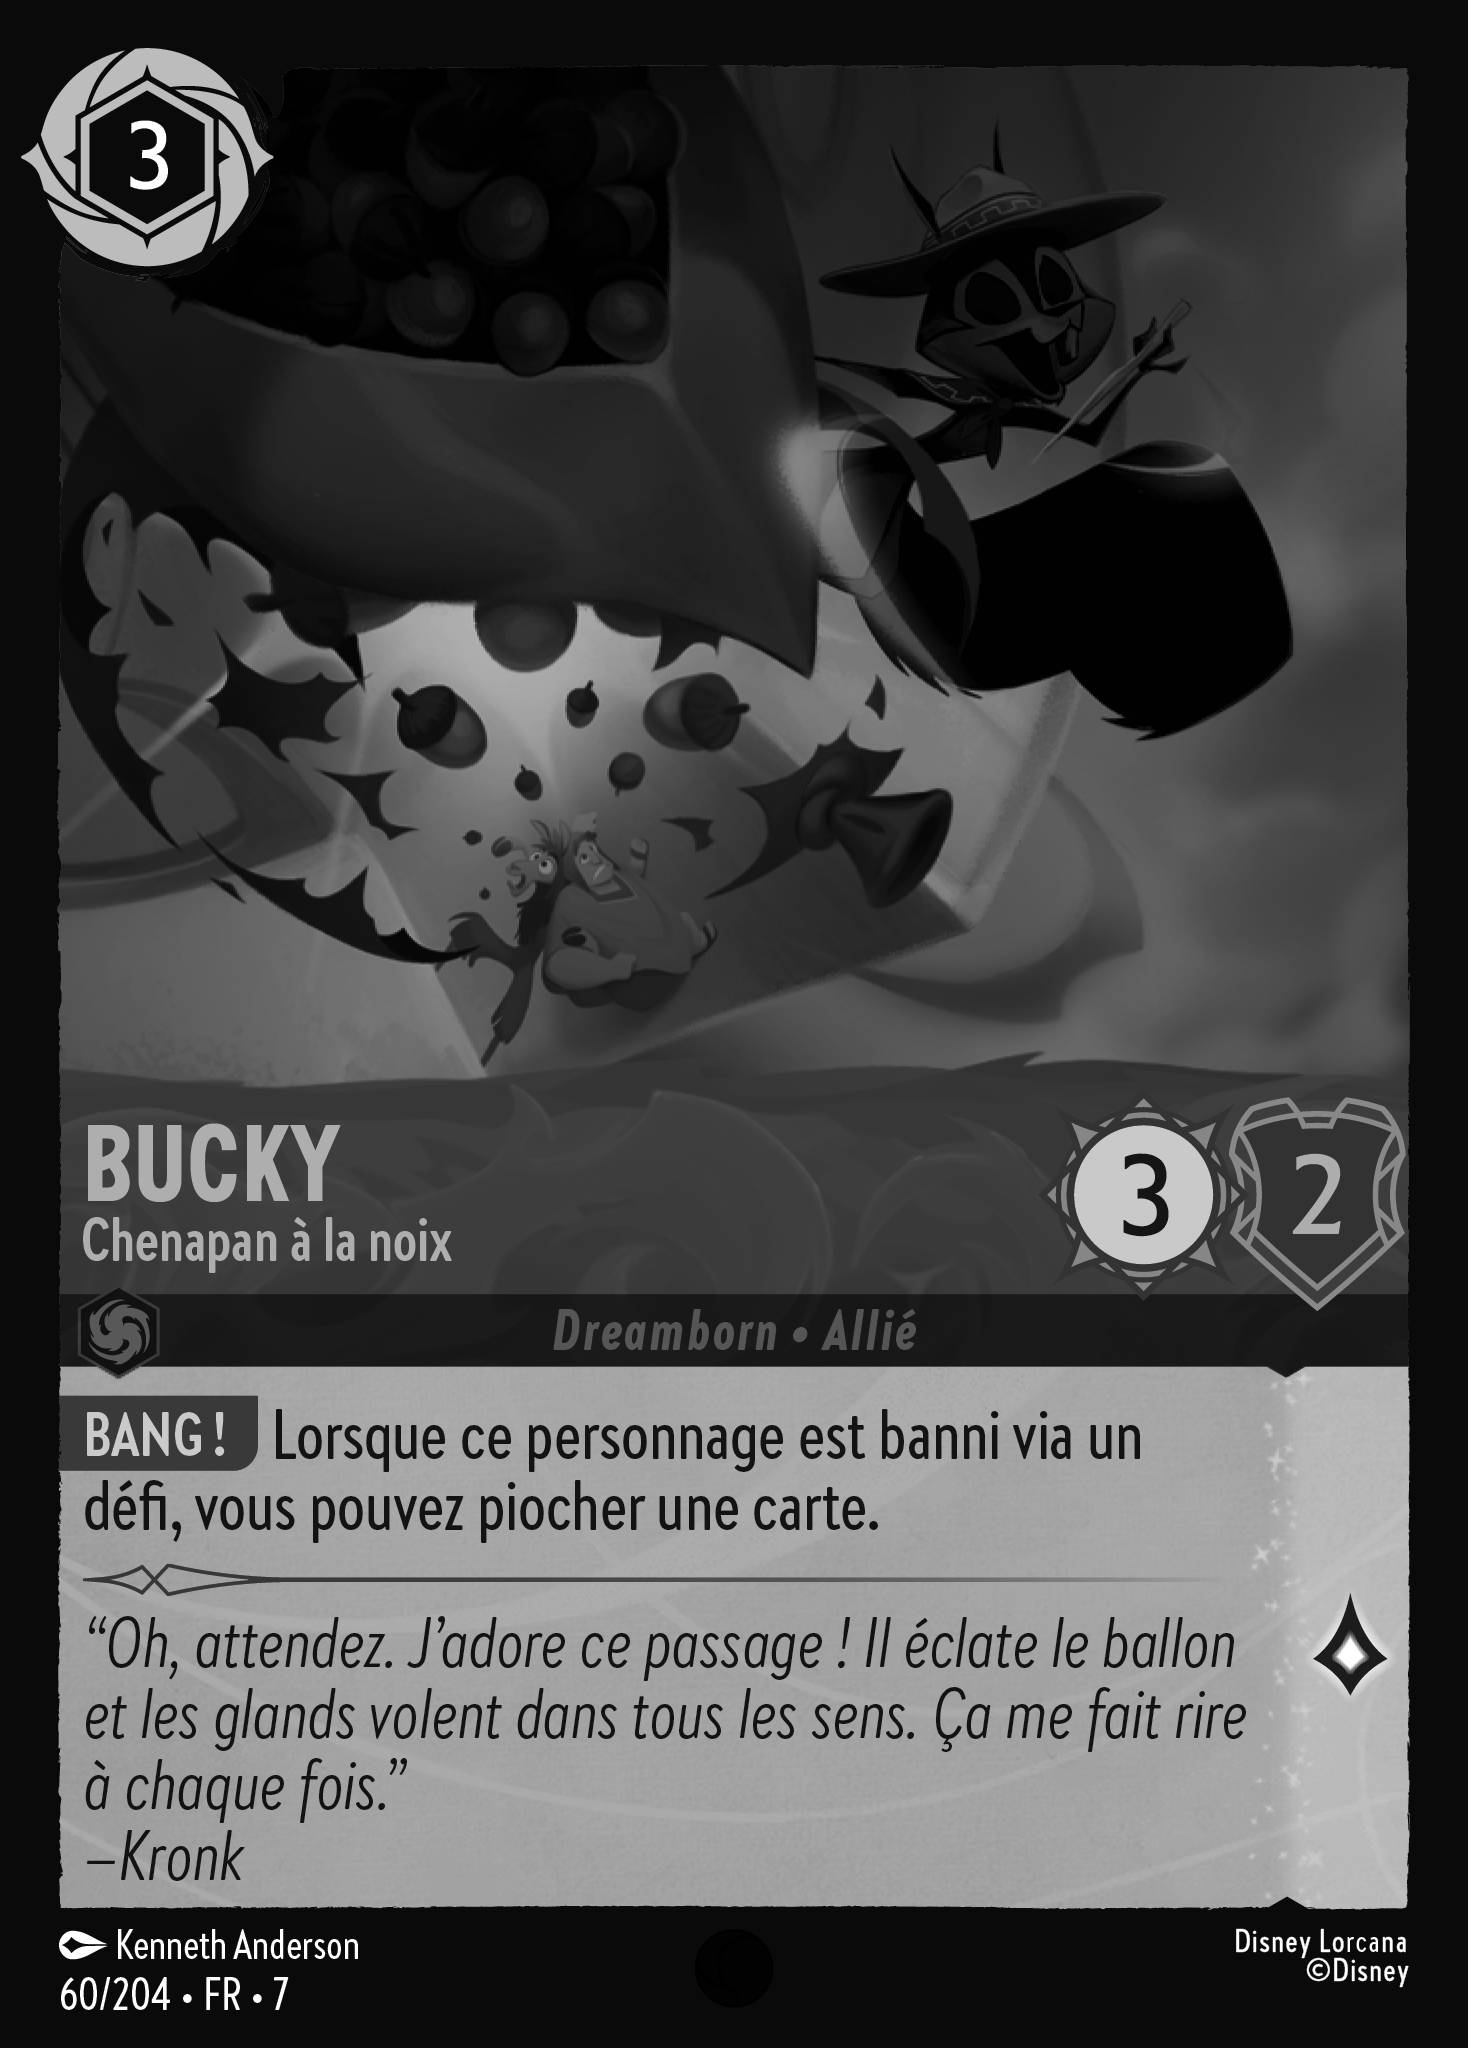 3
BUCKY
Chenapan à la noix
3
2
Dreamborn • Allié
BANG ! Lorsque ce personnage est banni via un
défi, vous pouvez piocher une carte.
“Oh, attendez. J’adore ce passage ! Il éclate le ballon
et les glands volent dans tous les sens. Ça me fait rire
à chaque fois.”
–Kronk
Kenneth Anderson
60/204 • FR • 7
Disney Lorcana
©Disney